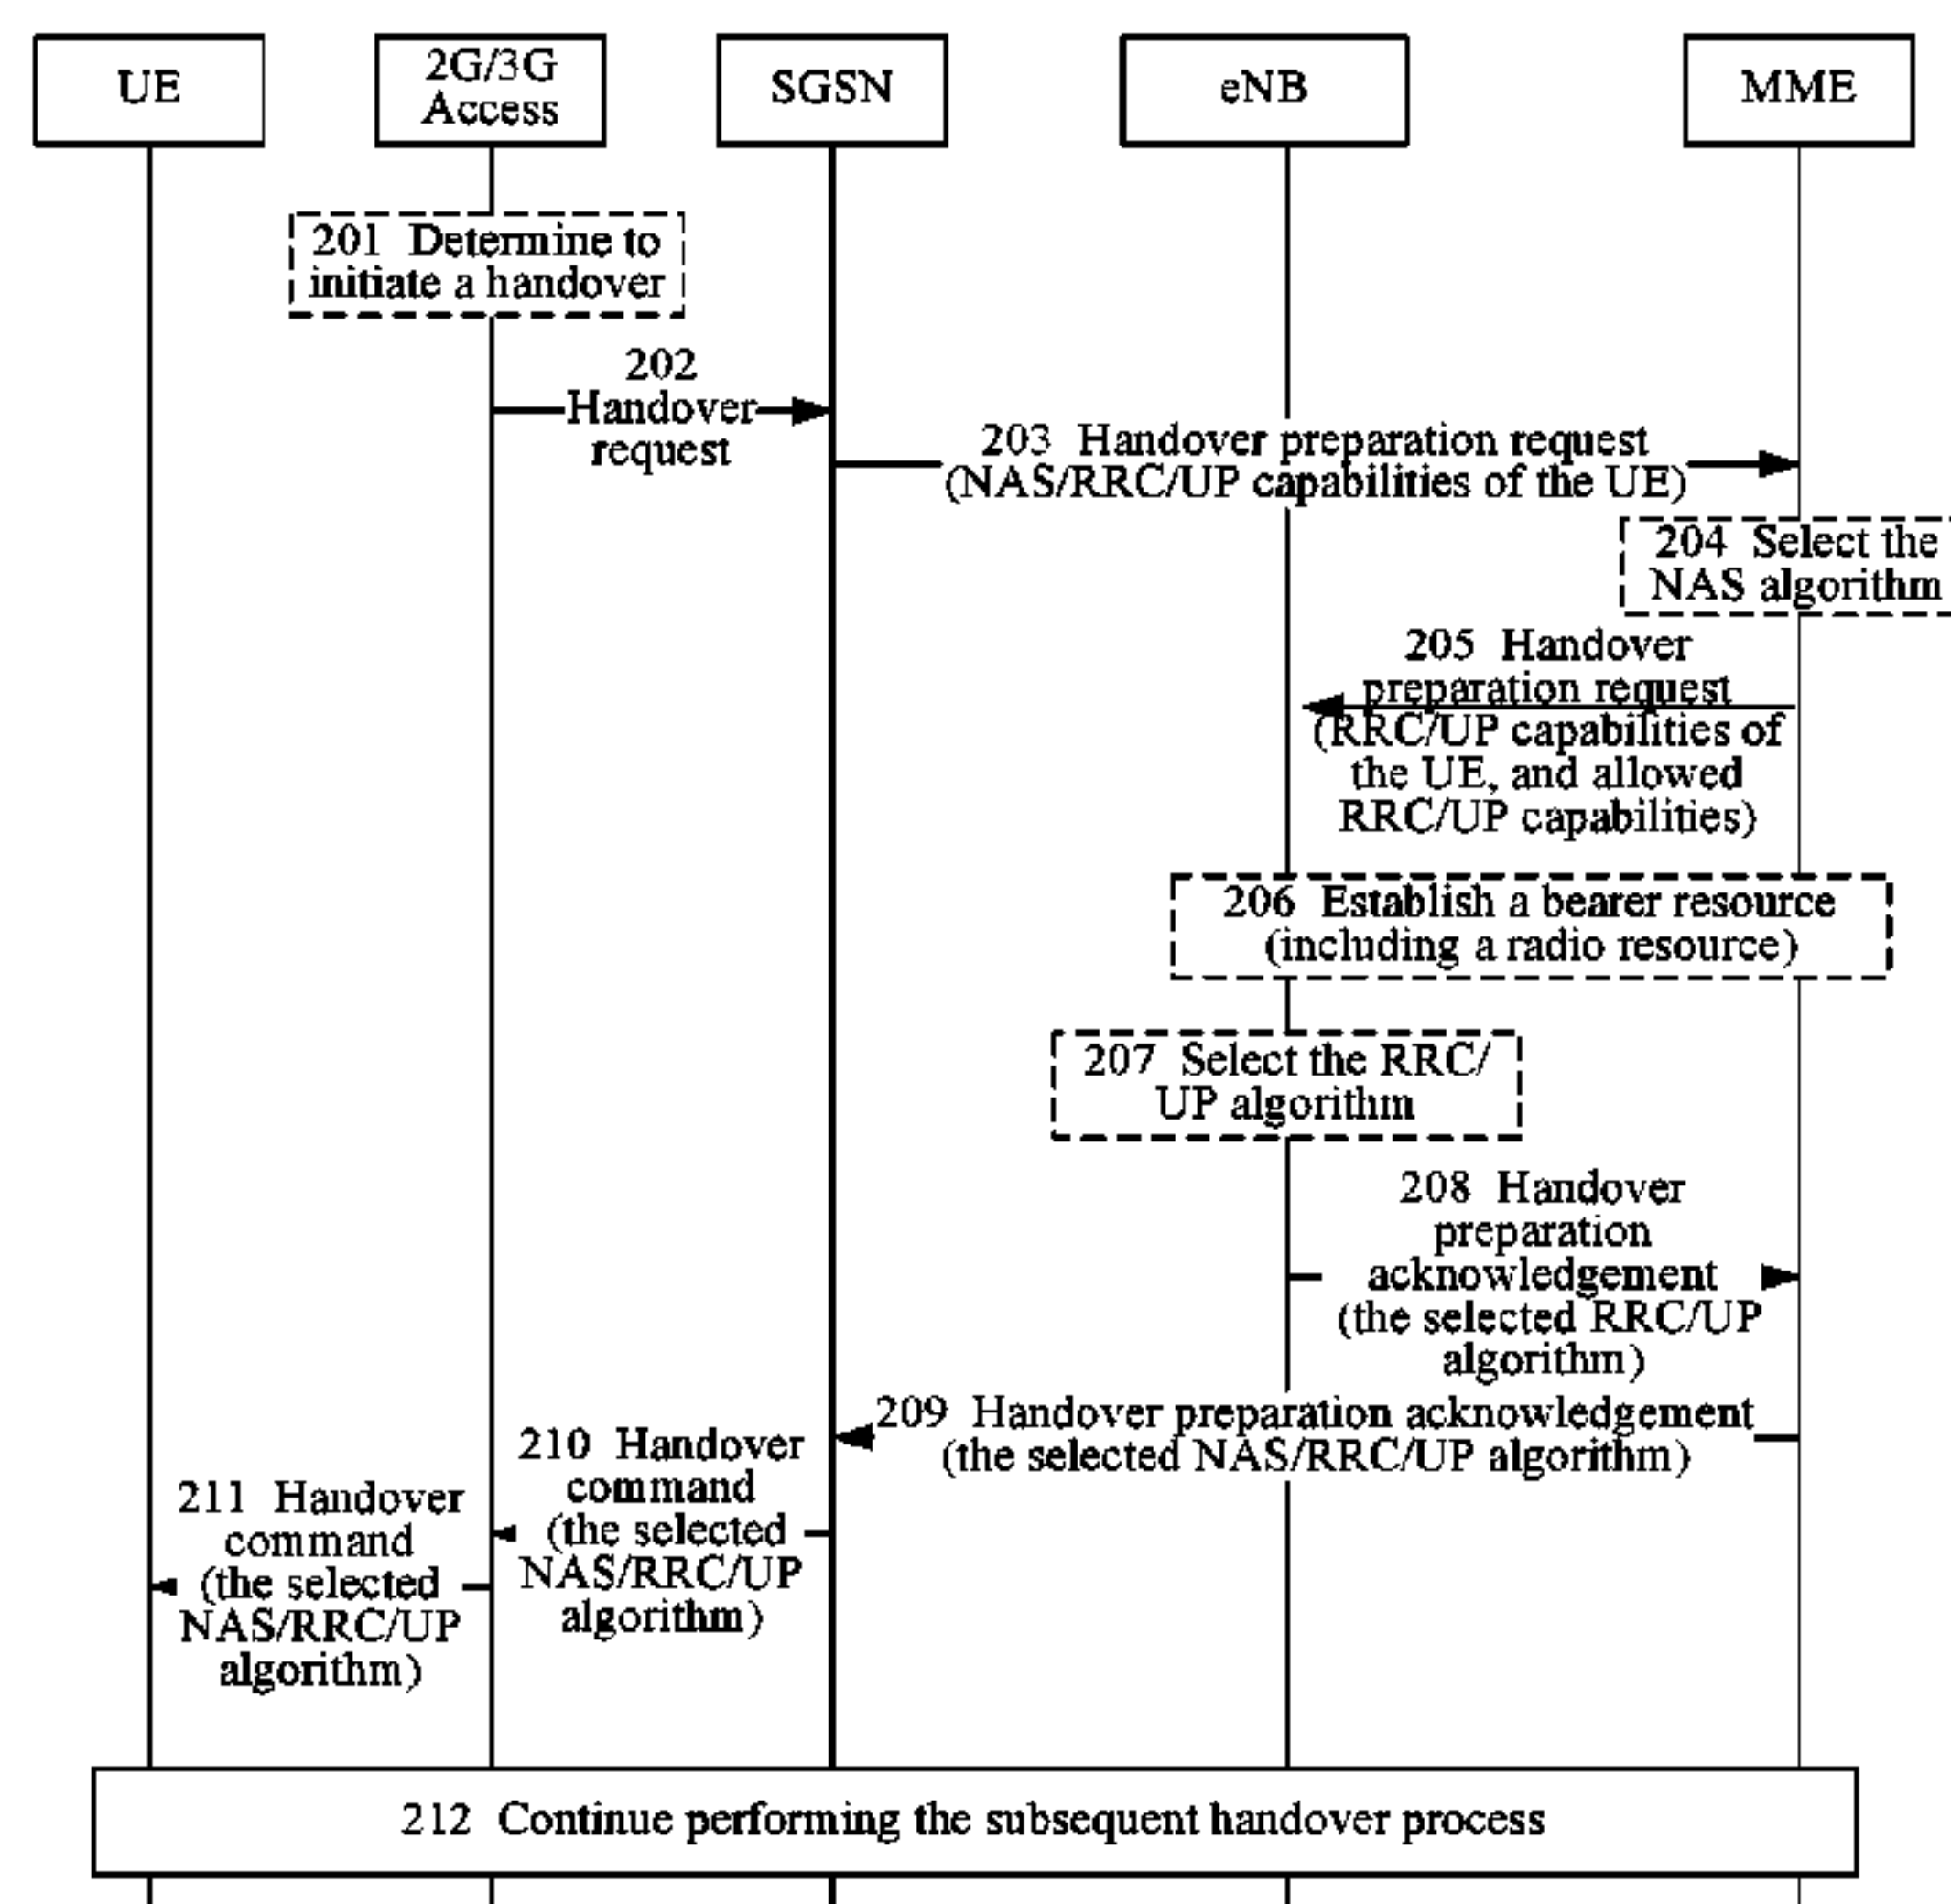 UE
2G/3G
Access
SGSN
eNB
MME
201 Determine to
initiate a handover
202
Handover
request
203 Handover preparation request
(NAS/RRC/UP capabilities of the UE)
204 Select the
NAS algorithm
205 Handover
preparation request
(RRC/UP capabilities of
the UE, and allowed
RRC/UP capabilities)
206 Establish a bearer resource
(including a radio resource)
207 Select the RRC/
UP algorithm
208 Handover
preparation
acknowledgement
(the selected RRC/UP
algorithm)
209 Handover preparation acknowledgement
(the selected NAS/RRC/UP algorithm)
210 Handover
command
(the selected
NAS/RRC/UP
algorithm)
211 Handover
command
(the selected
NAS/RRC/UP
algorithm)
212 Continue performing the subsequent handover process